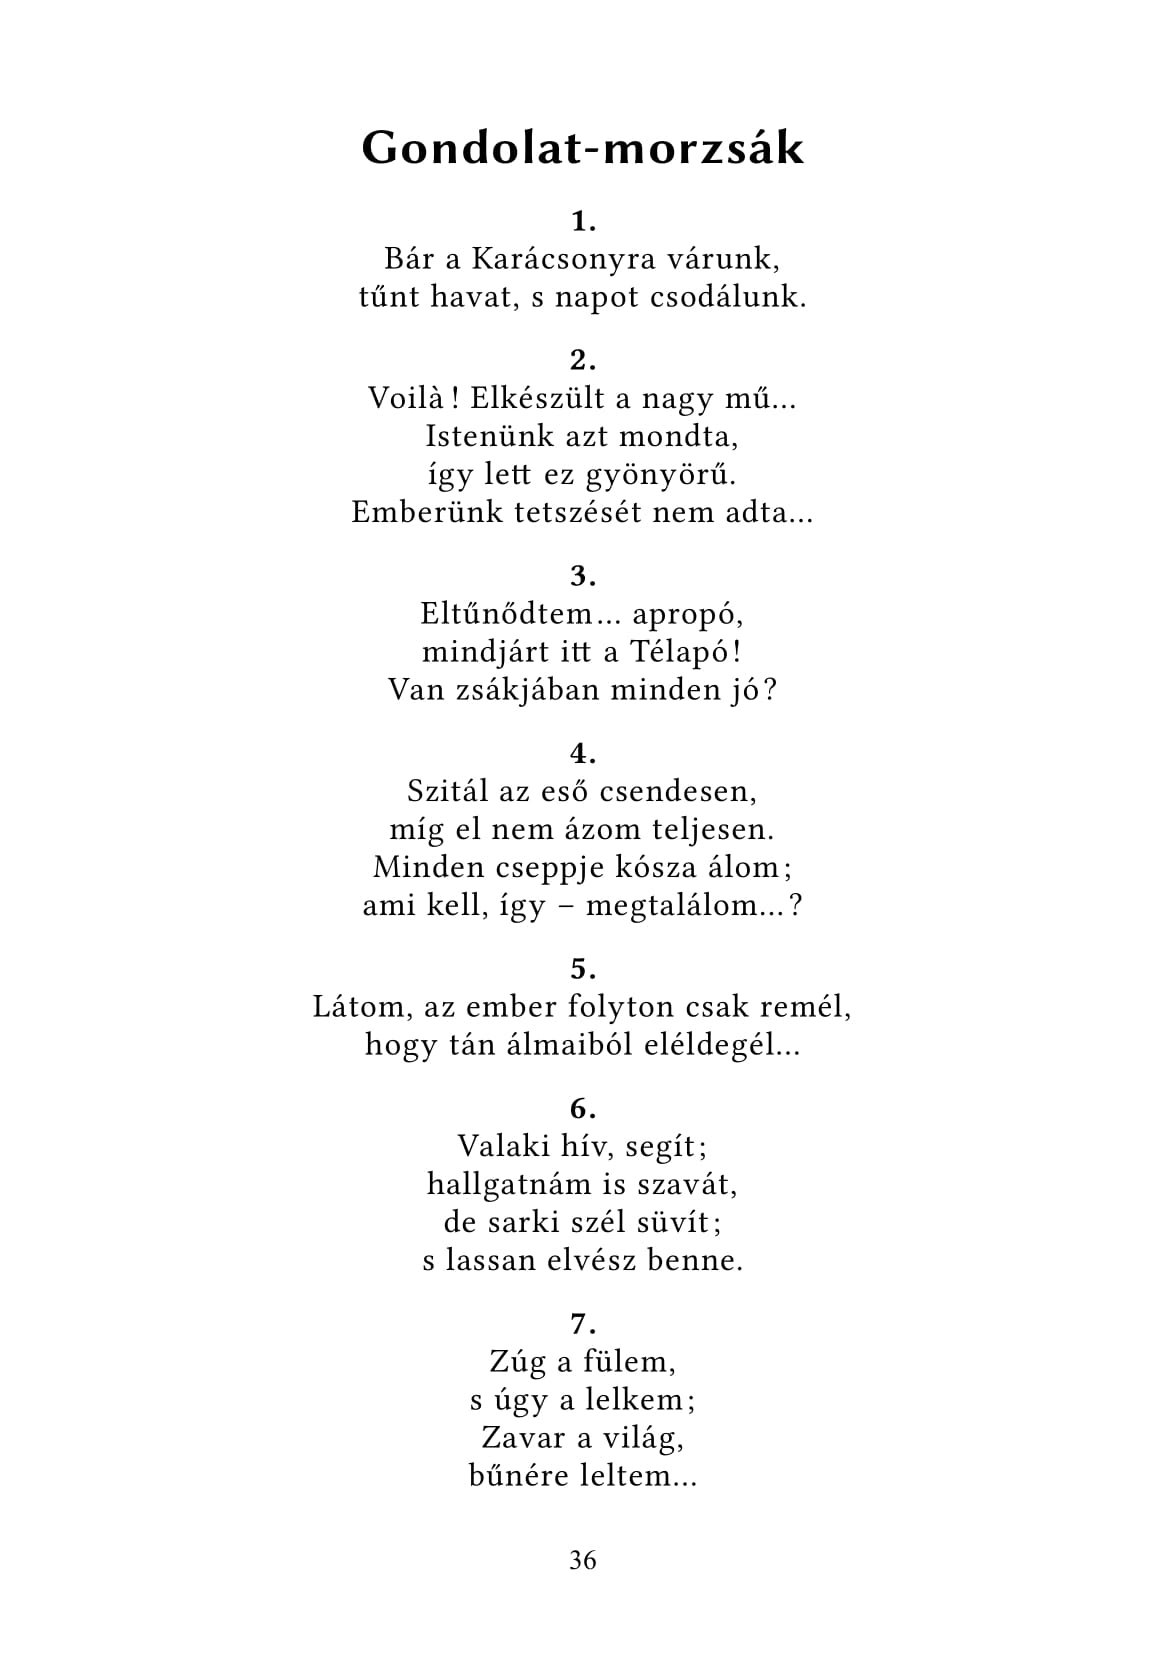 Gondolat-morzsák
1.
Bár a Karácsonyra várunk,
tűnt havat, s napot csodálunk.
2.
Voilà ! Elkészült a nagy mű…
Istenünk azt mondta,
így lett ez gyönyörű.
Emberünk tetszését nem adta…
3.
Eltűnődtem… apropó,
mindjárt itt a Télapó !
Van zsákjában minden jó ?
4.
Szitál az eső csendesen,
míg el nem ázom teljesen.
Minden cseppje kósza álom ;
ami kell, így – megtalálom… ?
5.
Látom, az ember folyton csak remél,
hogy tán álmaiból eléldegél…
6.
Valaki hív, segít ;
hallgatnám is szavát,
de sarki szél süvít ;
s lassan elvész benne.
7.
Zúg a fülem,
s úgy a lelkem ;
Zavar a világ,
bűnére leltem…
36